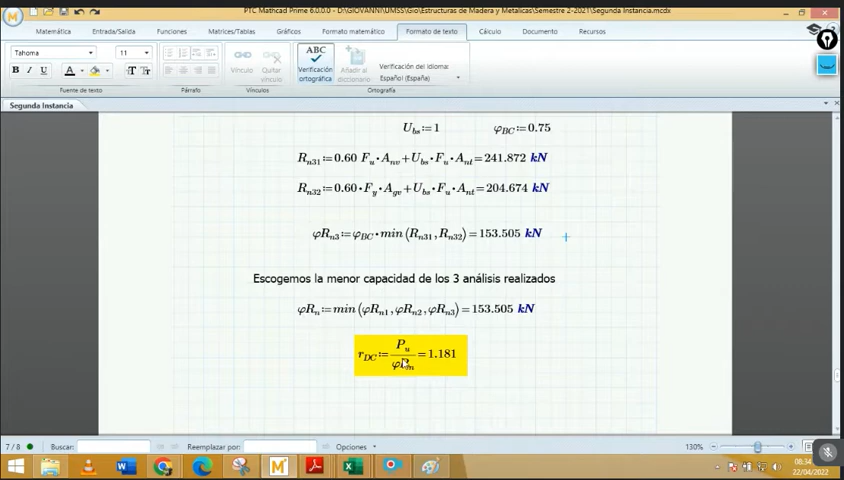 PTC Mathcad Prime 6.0.0.0 - D:\GIOVANNI\UMSS\Gio\Estructuras de Madera y Metalicas\Semestre 2-2021\Segunda Instancia.mcdx
Matemática Entrada/Salida Funciones Matrices/Tablas Gráficos Formato matemático Formato de texto Cálculo Documento Recursos
Tahoma 11
B I U A
Vínculo Quitar vínculo
ABC Verificación ortográfica
Añadir al diccionario
Verificación del idioma:
Español (España)
Fuente de texto Párrafo Vínculos Ortografía
Segunda Instancia
U_bs:=1 φ_BC:=0.75
R_n31:=0.60 F_u•A_nv+U_bs•F_u•A_nt=241.872 kN
R_n32:=0.60•F_y•A_gv+U_bs•F_u•A_nt=204.674 kN
φR_n3:=φ_BC•min(R_n31,R_n32)=153.505 kN
Escogemos la menor capacidad de los 3 análisis realizados
φR_n:=min(φR_n1,φR_n2,φR_n3)=153.505 kN
r_DC:=P_u/φR_n=1.181
7 / 8 Buscar: Reemplazar por: Opciones 130%
08:34
22/04/2022